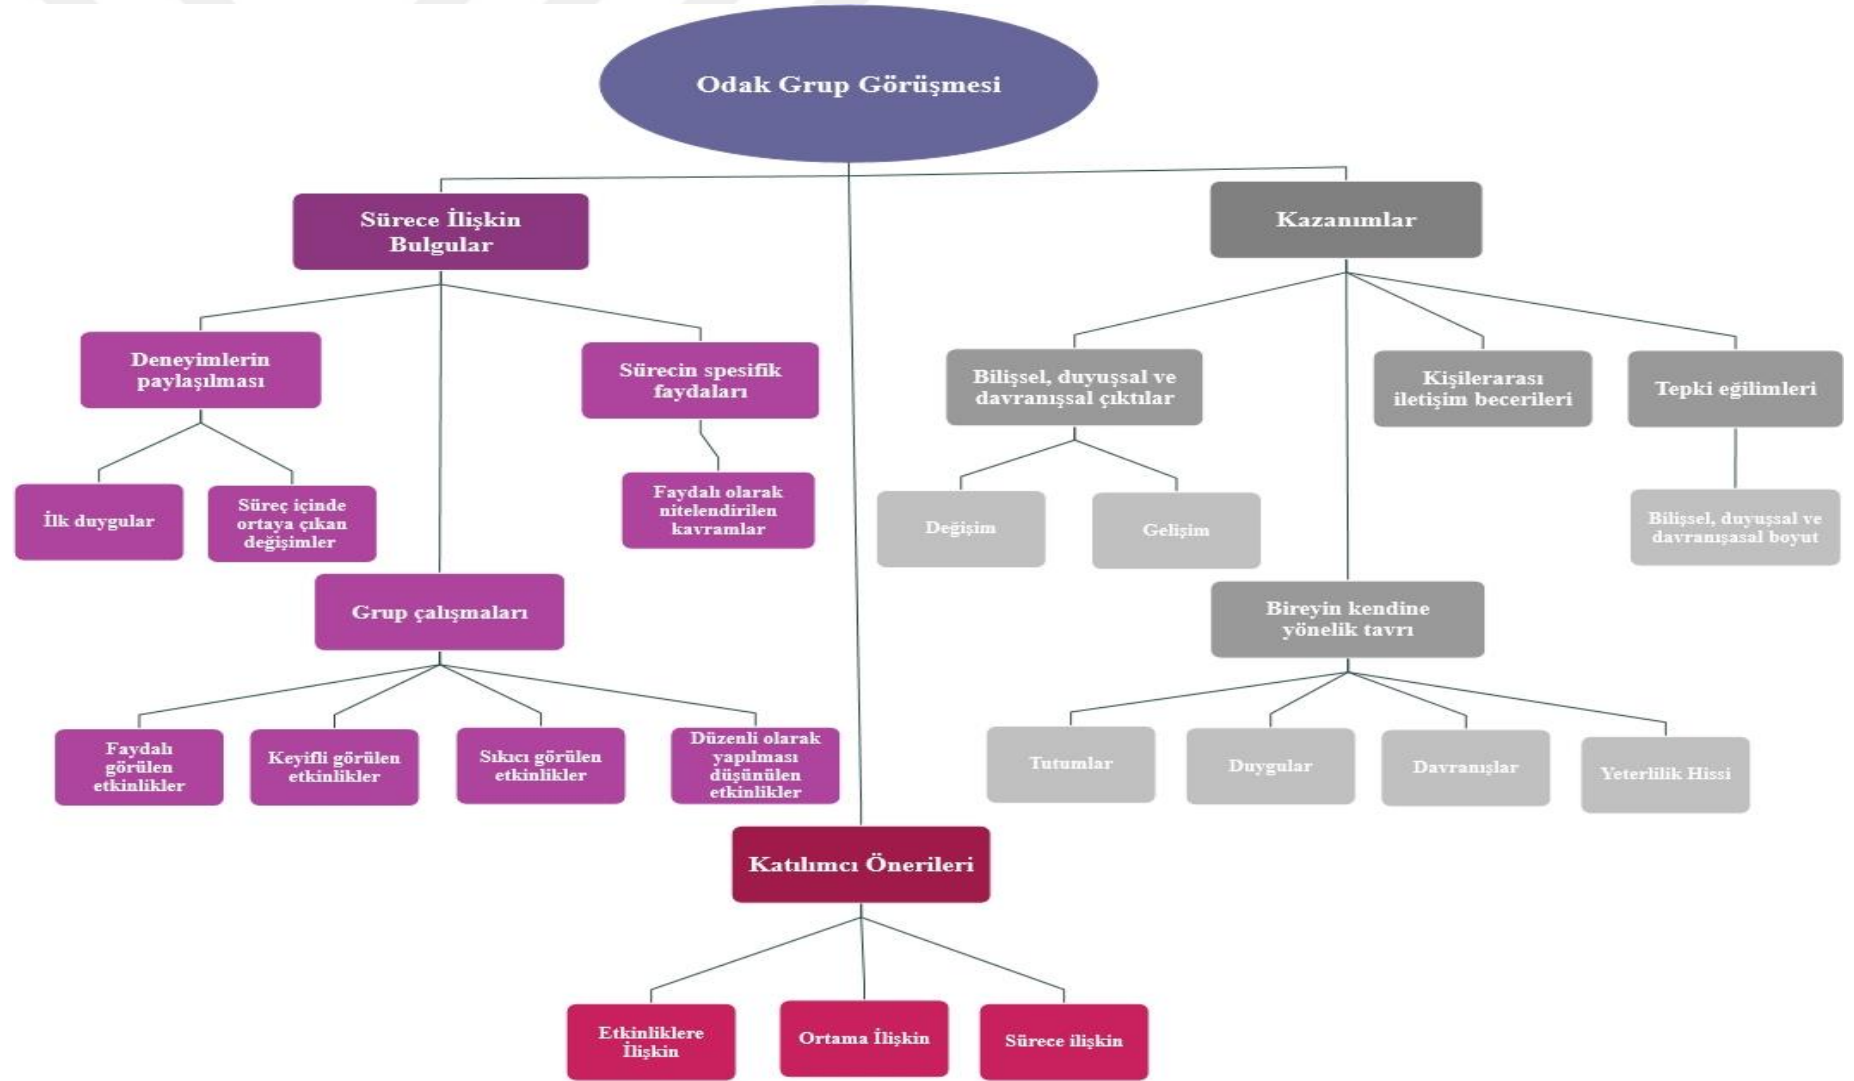 Odak Grup Görüşmesi
Sürece İlişkin
Bulgular
Kazanımlar
Deneyimlerin
paylaşılması
Sürecin spesifik
faydaları
Bilişsel, duyuşsal ve
davranışsal çıktılar
Kişilerarası
iletişim becerileri
Tepki eğilimleri
İlk duygular
Süreç içinde
ortaya çıkan
değişimler
Faydalı olarak
nitelendirilen
kavramlar
Değişim
Gelişim
Bilişsel, duyuşsal ve
davranışasal boyut
Grup çalışmaları
Bireyin kendine
yönelik tavrı
Faydalı
görülen
etkinlikler
Keyifli görülen
etkinlikler
Sıkıcı görülen
etkinlikler
Düzenli olarak
yapılması
düşünülen
etkinlikler
Tutumlar
Duygular
Davranışlar
Yeterlilik Hissi
Katılımcı Önerileri
Etkinliklere
İlişkin
Ortama İlişkin
Sürece ilişkin